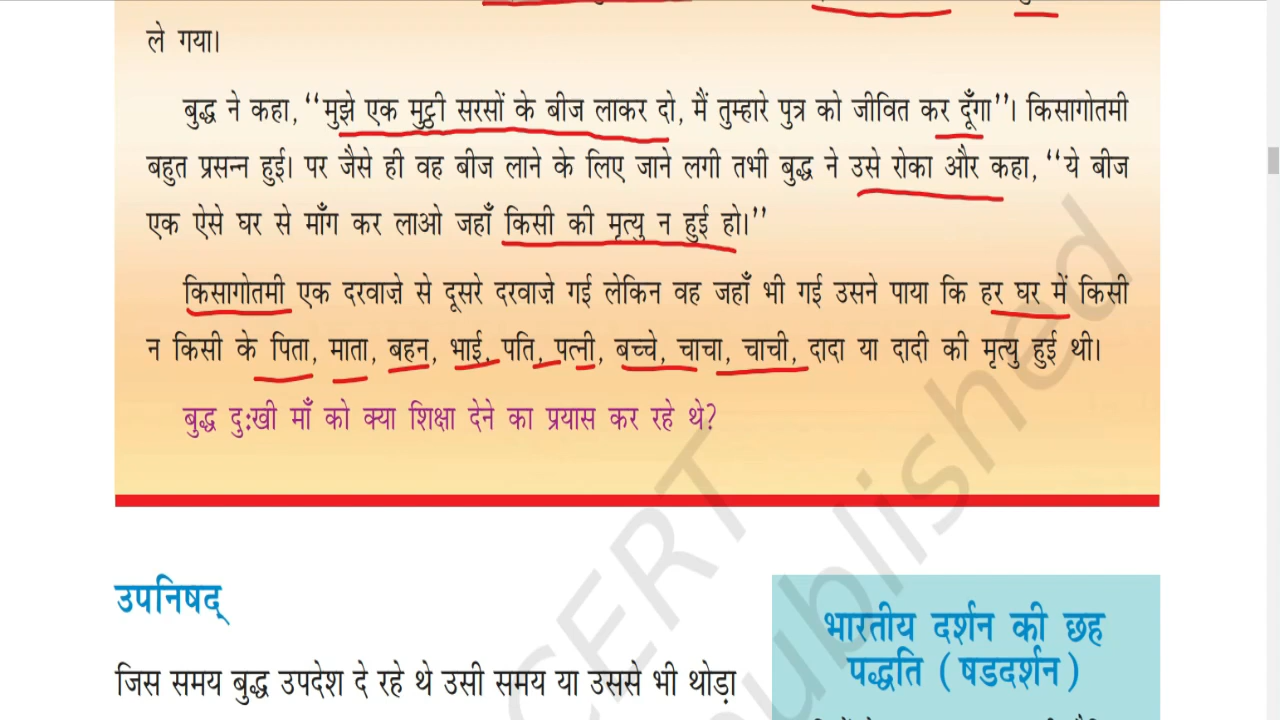 ले गया।
बुद्ध ने कहा, ‘‘मुझे एक मुट्ठी सरसों के बीज लाकर दो, मैं तुम्हारे पुत्र को जीवित कर दूँगा’’। किसागोतमी
बहुत प्रसन्न हुई। पर जैसे ही वह बीज लाने के लिए जाने लगी तभी बुद्ध ने उसे रोका और कहा, ‘‘ये बीज
एक ऐसे घर से माँग कर लाओ जहाँ किसी की मृत्यु न हुई हो।’’
किसागोतमी एक दरवाज़े से दूसरे दरवाज़े गई लेकिन वह जहाँ भी गई उसने पाया कि हर घर में किसी
न किसी के पिता, माता, बहन, भाई, पति, पत्नी, बच्चे, चाचा, चाची, दादा या दादी की मृत्यु हुई थी।
बुद्ध दु:खी माँ को क्या शिक्षा देने का प्रयास कर रहे थे?
उपनिषद्
जिस समय बुद्ध उपदेश दे रहे थे उसी समय या उससे भी थोड़ा
भारतीय दर्शन की छह
पद्धति ( षडदर्शन )
CERT
published